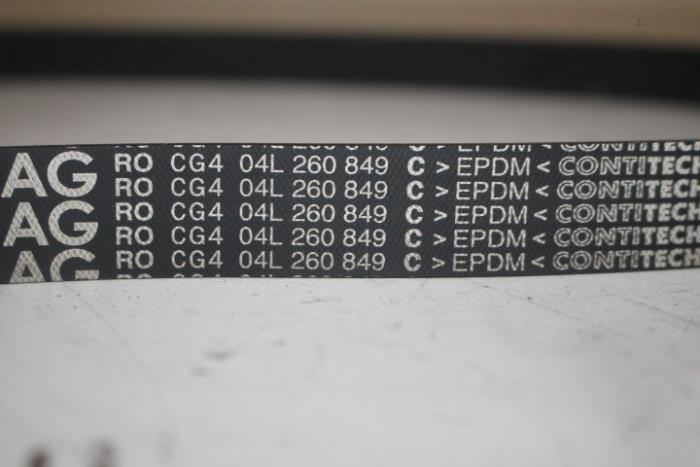 RO CG4 04L 260 849 C > EPDM < CONTITECH
AG RO CG4 04L 260 849 C > EPDM < CONTITECH
RO CG4 04L 260 849 C > EPDM < CONTITECH
AG RO CG4 04L 260 849 C > EPDM < CONTITECH
RO CG4 04L 260 849 C > EPDM < CONTITECH
AG